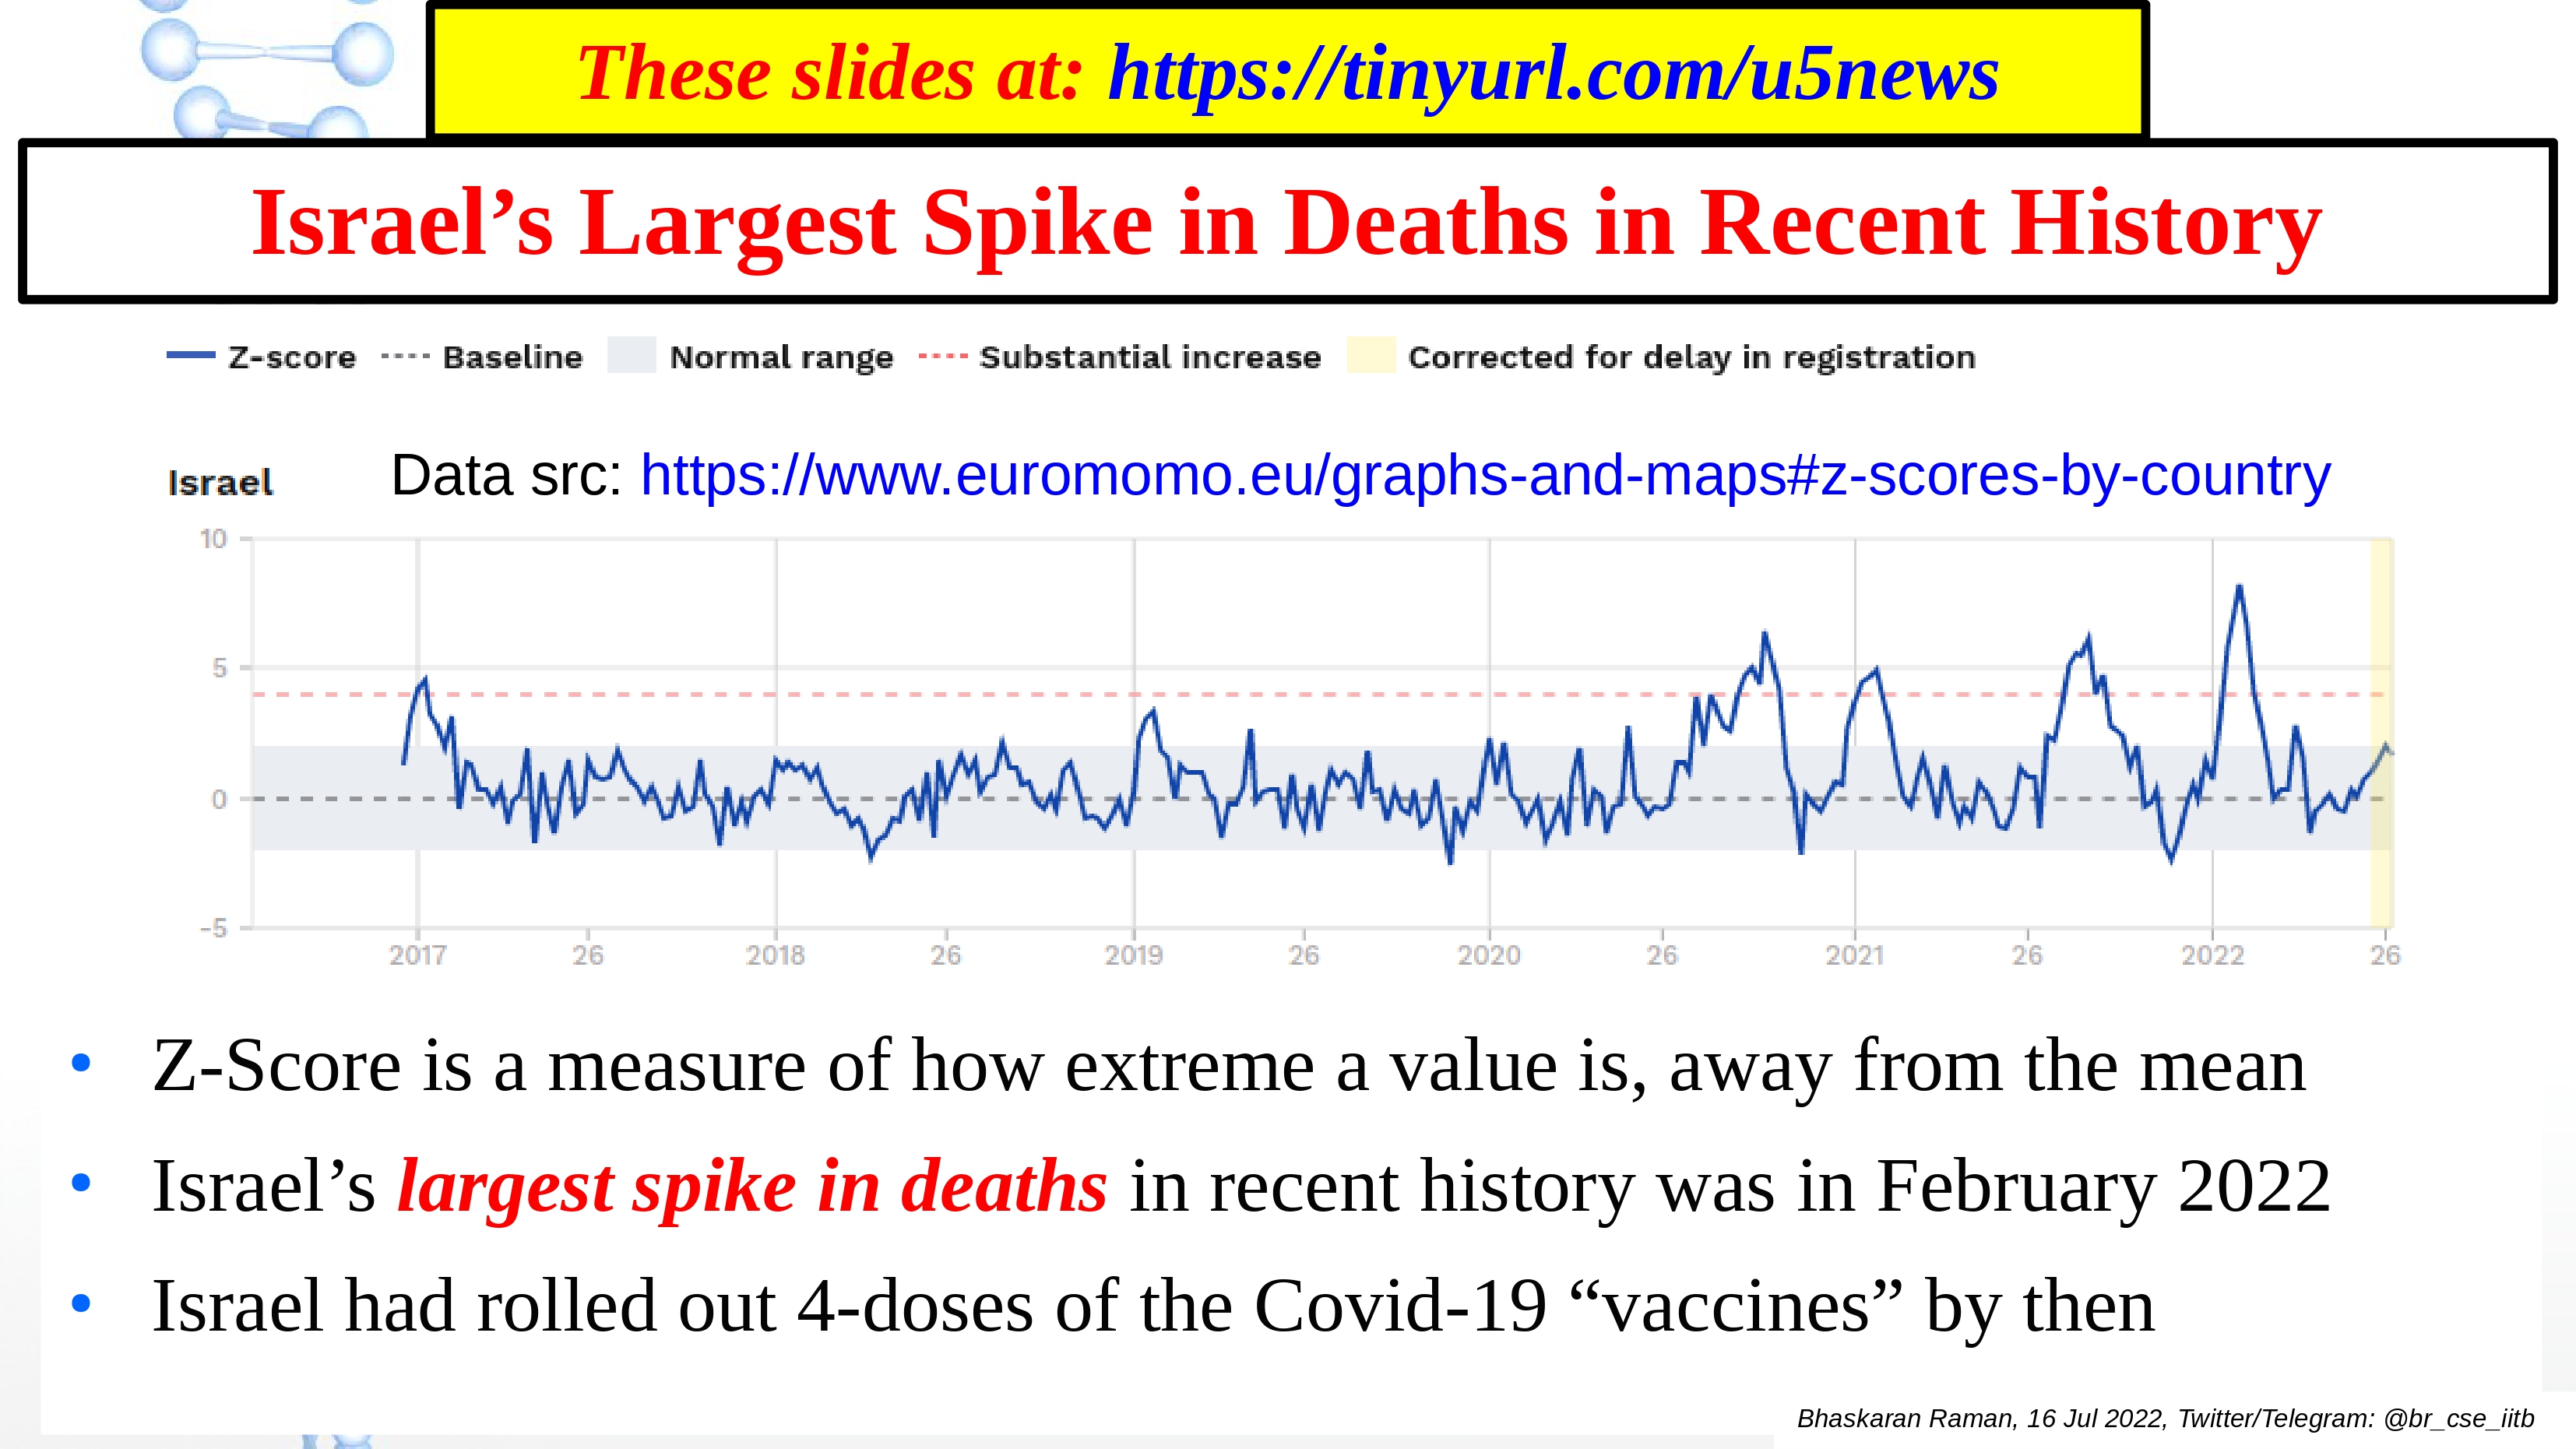 These slides at: https://tinyurl.com/u5news
Israel’s Largest Spike in Deaths in Recent History
Z-score Baseline Normal range Substantial increase Corrected for delay in registration
Israel Data src: https://www.euromomo.eu/graphs-and-maps#z-scores-by-country
10
5
0
-5
2017 26 2018 26 2019 26 2020 26 2021 26 2022 26
• Z-Score is a measure of how extreme a value is, away from the mean
• Israel’s largest spike in deaths in recent history was in February 2022
• Israel had rolled out 4-doses of the Covid-19 “vaccines” by then
Bhaskaran Raman, 16 Jul 2022, Twitter/Telegram: @br_cse_iitb